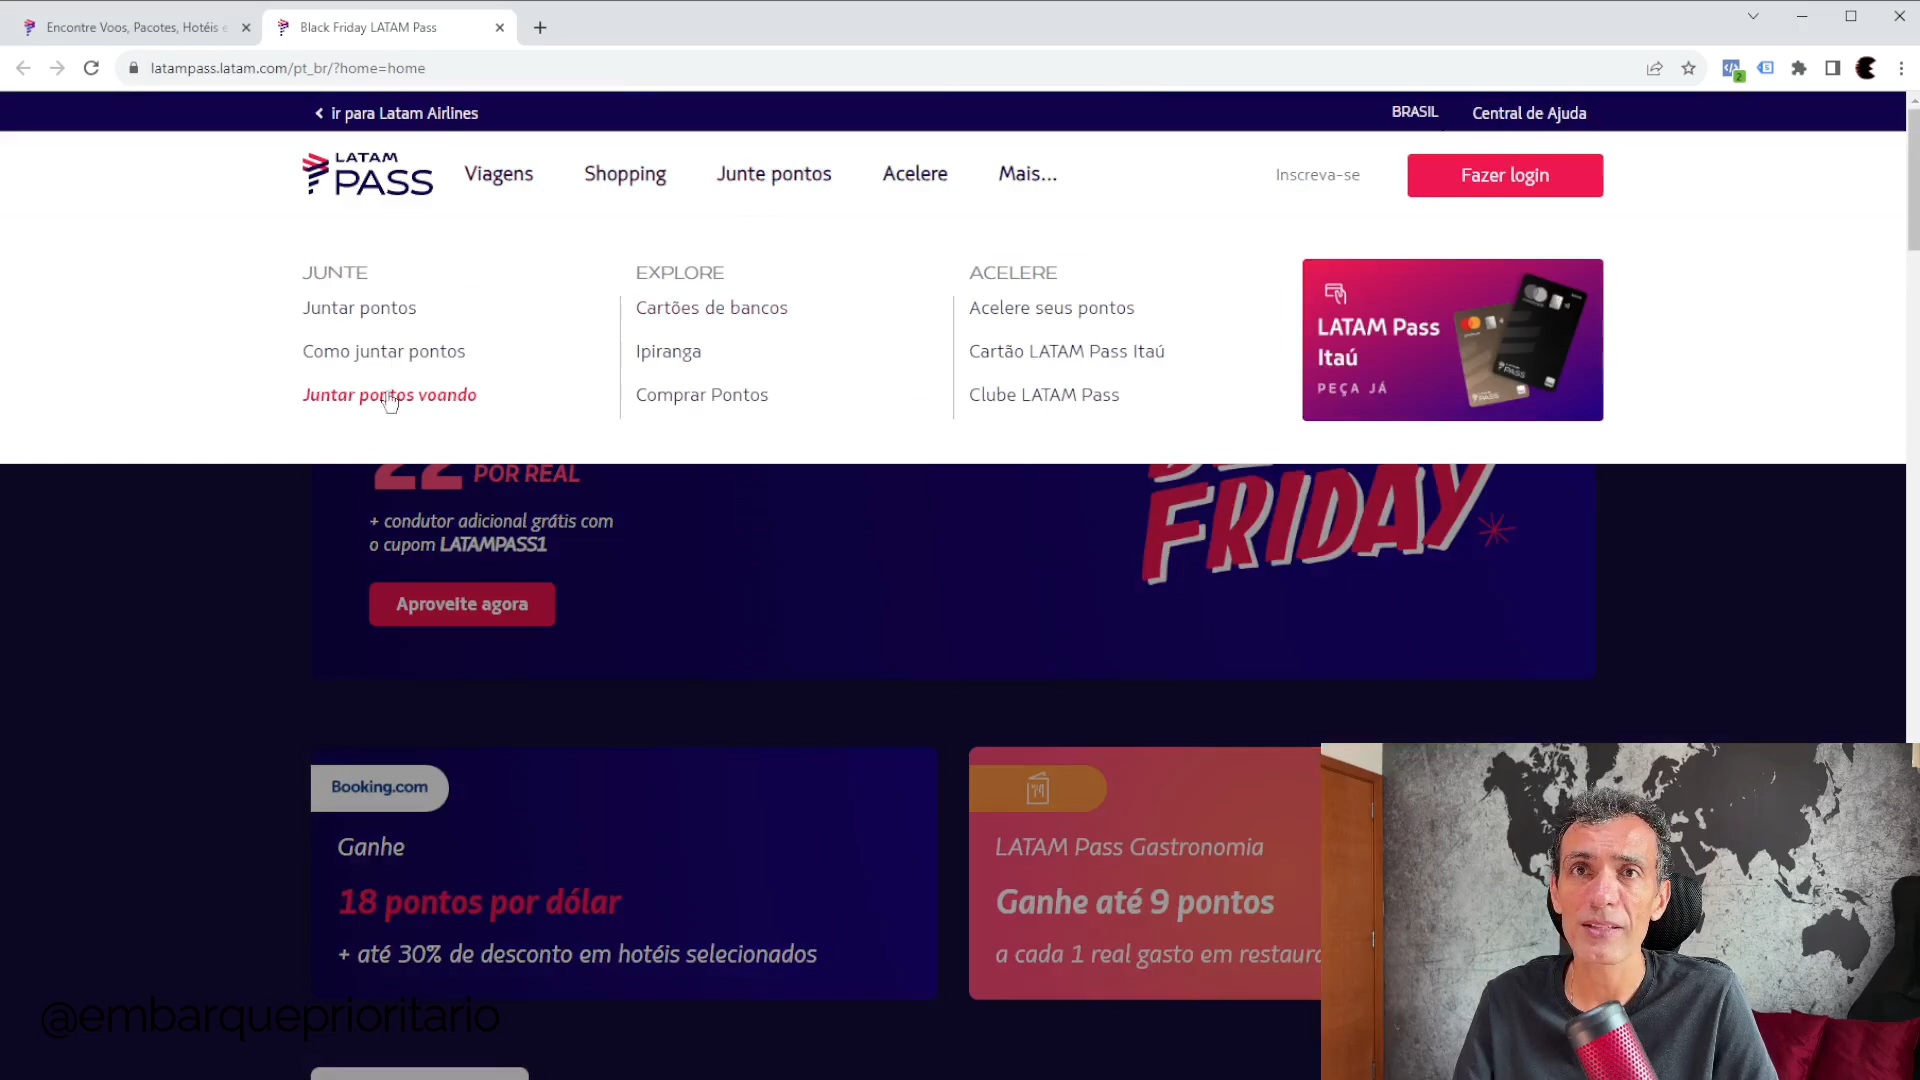 Encontre Voos, Pacotes, Hotéis e
Black Friday LATAM Pass
latampass.latam.com/pt_br/?home=home
2
ir para Latam Airlines
BRASIL
Central de Ajuda
LATAM
PASS
Viagens
Shopping
Junte pontos
Acelere
Mais...
Inscreva-se
Fazer login
JUNTE
Juntar pontos
Como juntar pontos
Juntar pontos voando
EXPLORE
Cartões de bancos
Ipiranga
Comprar Pontos
ACELERE
Acelere seus pontos
Cartão LATAM Pass Itaú
Clube LATAM Pass
LATAM Pass
Itaú
PEÇA JÁ
22
POR REAL
+ condutor adicional grátis com
o cupom LATAMPASS1
Aproveite agora
FRIDAY
Booking.com
Ganhe
18 pontos por dólar
+ até 30% de desconto em hotéis selecionados
LATAM Pass Gastronomia
Ganhe até 9 pontos
a cada 1 real gasto em restaura
@embarqueprioritario